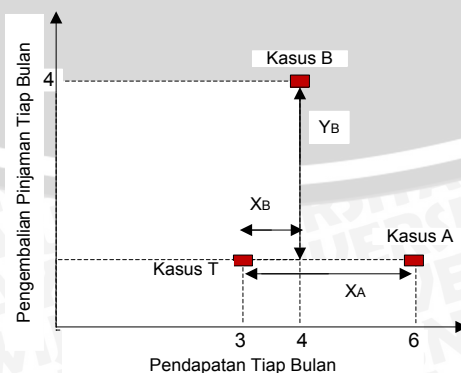 Pengembalian Pinjaman Tiap Bulan
Kasus B
4
YB
XB
Kasus A
Kasus T
XA
3 4 6
Pendapatan Tiap Bulan